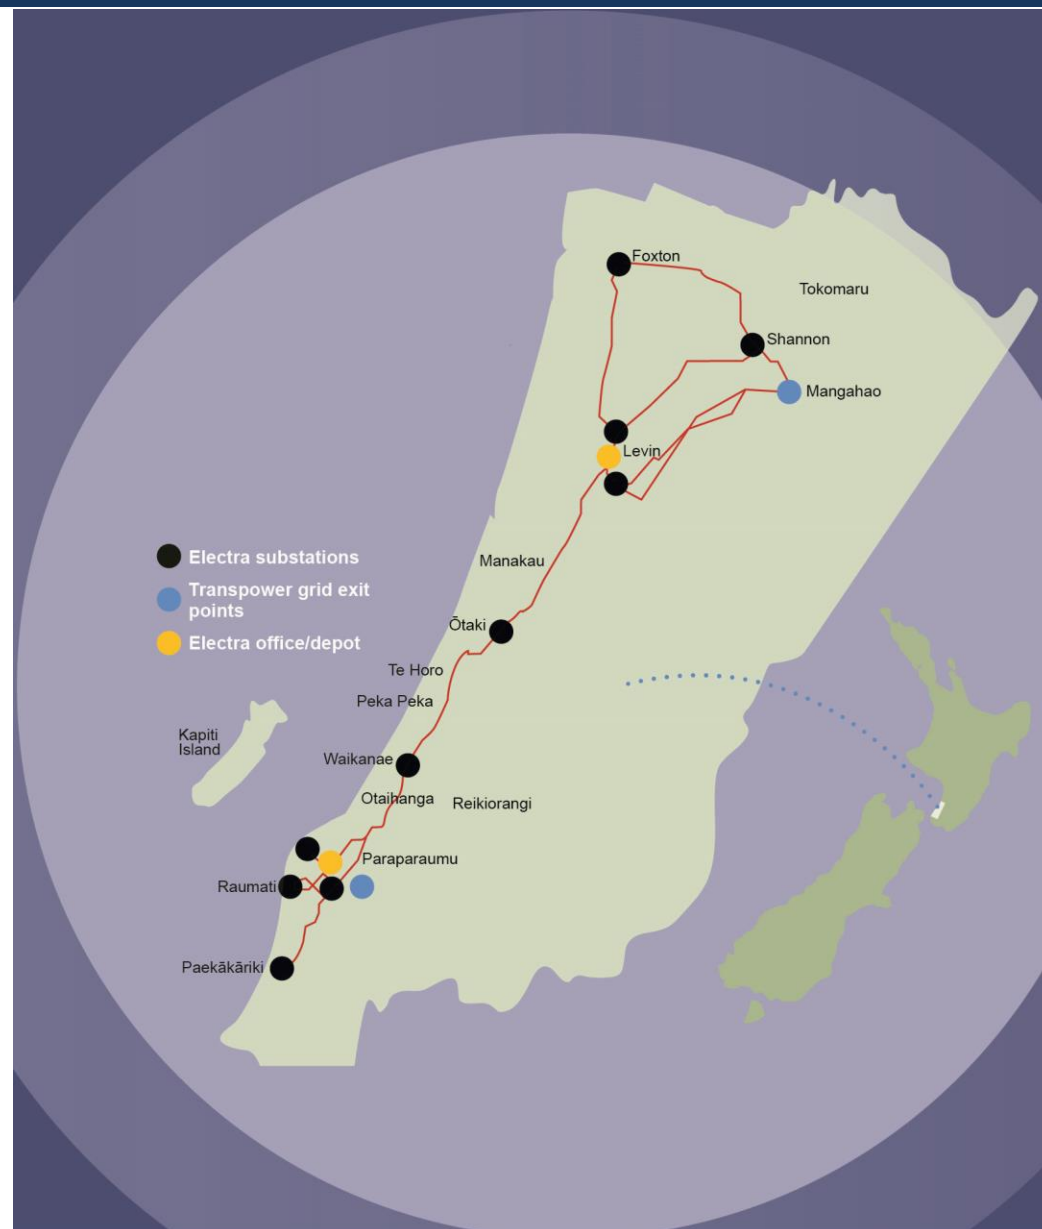 Foxton
Tokomaru
Shannon
Mangahao
Levin
Electra substations
Manakau
Transpower grid exit
points
Ōtaki
Electra office/depot
Te Horo
Peka Peka
Kapiti
Island
Waikanae
Otaihanga
Reikiorangi
Paraparaumu
Raumati
Paekākāriki